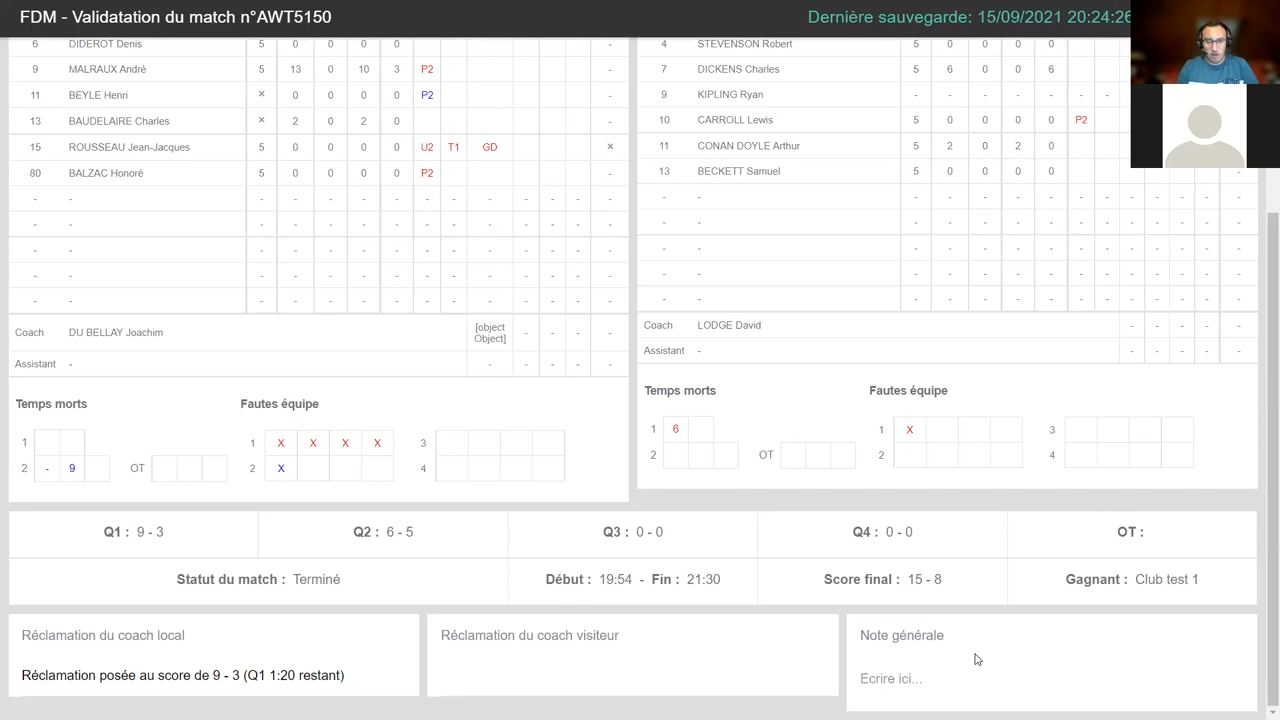 FDM - Validatation du match n°AWT5150
Dernière sauvegarde: 15/09/2021 20:24:26
6 DIDEROT Denis 5 0 0 0 0
9 MALRAUX André 5 13 0 10 3 P2 -
11 BEYLE Henri × 0 0 0 0 P2 -
13 BAUDELAIRE Charles × 2 0 2 0 -
15 ROUSSEAU Jean-Jacques 5 0 0 0 0 U2 T1 GD ×
80 BALZAC Honoré 5 0 0 0 0 P2 -
- - - - - - - - - - - - -
- - - - - - - - - - - - -
- - - - - - - - - - - - -
- - - - - - - - - - - - -
- - - - - - - - - - - - -
Coach DU BELLAY Joachim [object Object] - - - -
Assistant - - - - - -
Temps morts Fautes équipe
1 1 X X X X 3
2 - 9 OT 2 X 4
4 STEVENSON Robert 5 0 0 0 0
7 DICKENS Charles 5 6 0 0 6
9 KIPLING Ryan - - - - - -
10 CARROLL Lewis 5 0 0 0 0 P2
11 CONAN DOYLE Arthur 5 2 0 2 0
13 BECKETT Samuel 5 0 0 0 0 -
- - - - - - - - - - - - -
- - - - - - - - - - - - -
- - - - - - - - - - - - -
- - - - - - - - - - - - -
- - - - - - - - - - - - -
Coach LODGE David - - - - -
Assistant - - - - - -
Temps morts Fautes équipe
1 6 1 X 3
2 OT 2 4
Q1 : 9 - 3 Q2 : 6 - 5 Q3 : 0 - 0 Q4 : 0 - 0 OT :
Statut du match : Terminé Début : 19:54 - Fin : 21:30 Score final : 15 - 8 Gagnant : Club test 1
Réclamation du coach local
Réclamation posée au score de 9 - 3 (Q1 1:20 restant)
Réclamation du coach visiteur
Note générale
Ecrire ici...